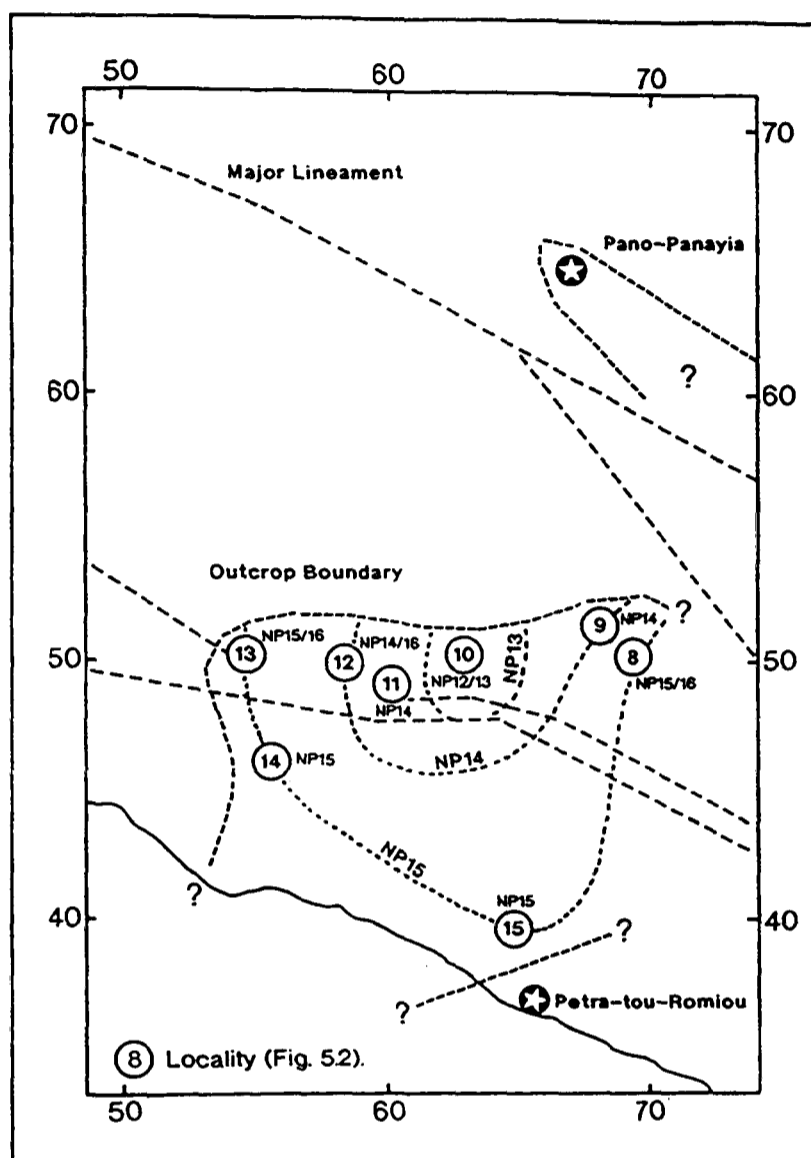 50 60 70
70 70
Major Lineament
Pano-Panayia
?
60 60
Outcrop Boundary
?
13 NP15/16
12 NP14/16
10
NP12/13
NP13
9 NP14
50 50
11
NP14
8
NP15/16
14 NP15
NP14
NP15
NP15
15
?
40 40
?
?
Petra-tou-Romiou
8 Locality (Fig. 5.2).
50 60 70